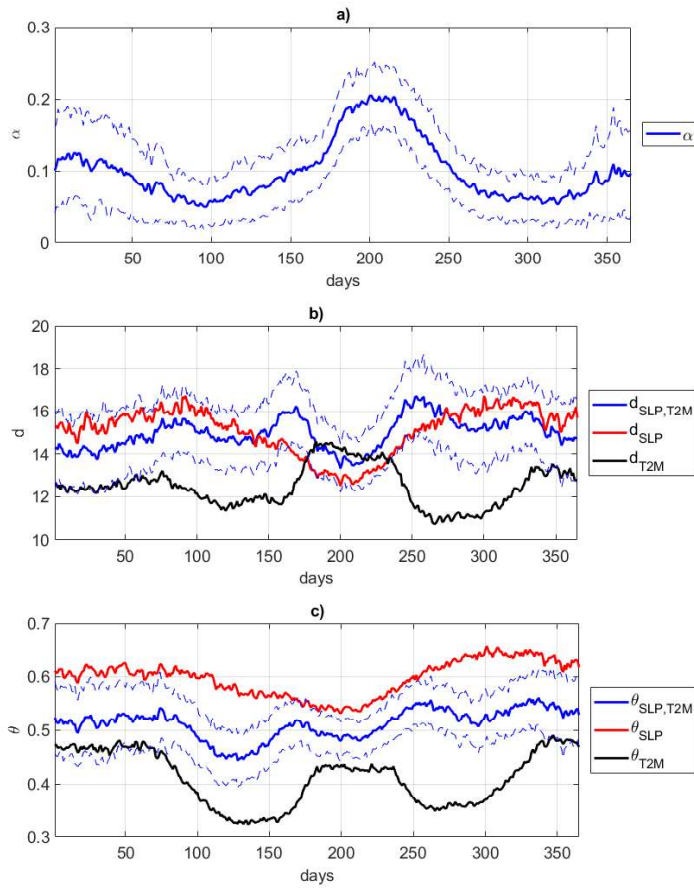 a)
0.3
0.2
0.1
0
α
50 100 150 200 250 300 350
days
α
b)
20
18
16
14
12
10
d
50 100 150 200 250 300 350
days
d_SLP,T2M
d_SLP
d_T2M
c)
0.7
0.6
0.5
0.4
0.3
θ
50 100 150 200 250 300 350
days
θ_SLP,T2M
θ_SLP
θ_T2M